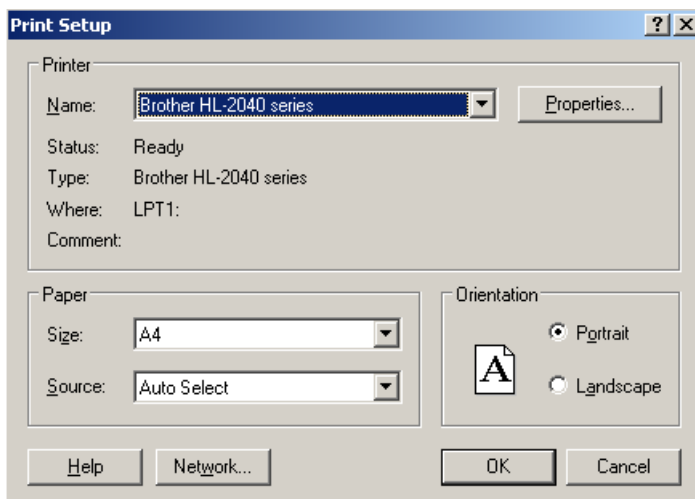 Print Setup
Printer
Name: Brother HL-2040 series Properties...
Status: Ready
Type: Brother HL-2040 series
Where: LPT1:
Comment:
Paper Orientation
Size: A4 Portrait
A
Source: Auto Select Landscape
Help Network... OK Cancel